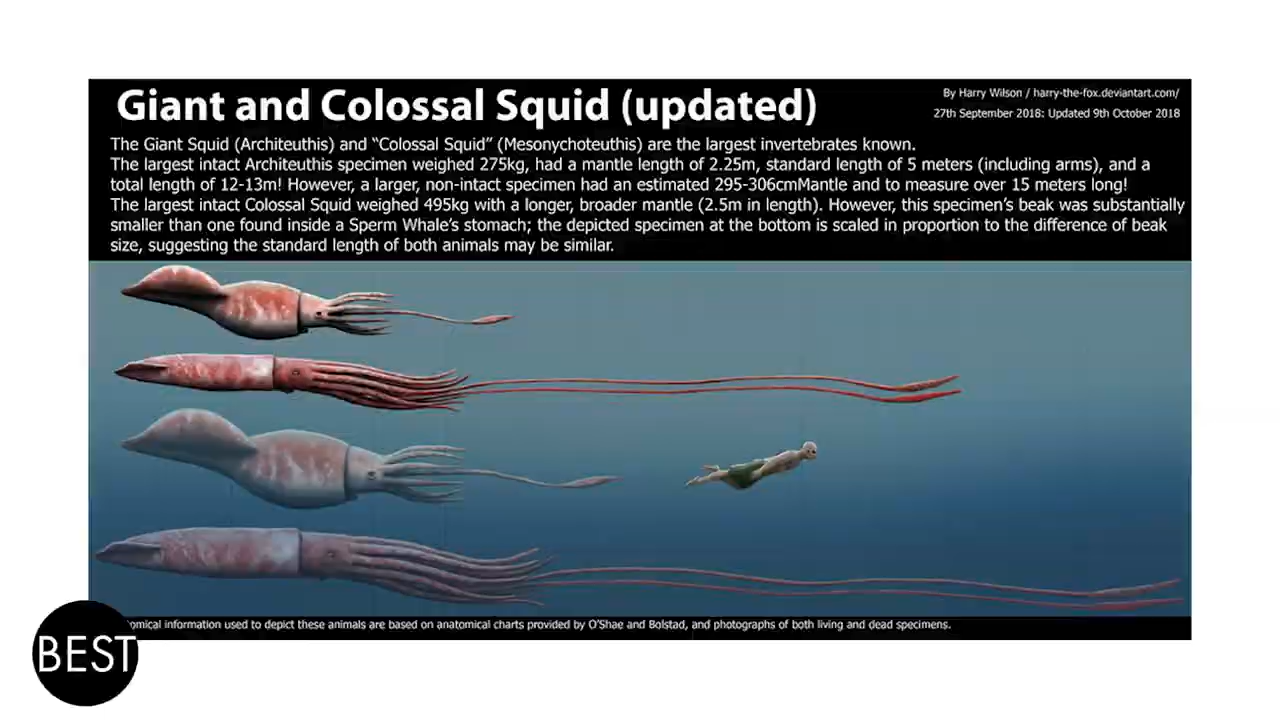 Giant and Colossal Squid (updated)
By Harry Wilson / harry-the-fox.deviantart.com/
27th September 2018: Updated 9th October 2018
The Giant Squid (Architeuthis) and “Colossal Squid” (Mesonychoteuthis) are the largest invertebrates known.
The largest intact Architeuthis specimen weighed 275kg, had a mantle length of 2.25m, standard length of 5 meters (including arms), and a
total length of 12-13m! However, a larger, non-intact specimen had an estimated 295-306cmMantle and to measure over 15 meters long!
The largest intact Colossal Squid weighed 495kg with a longer, broader mantle (2.5m in length). However, this specimen’s beak was substantially
smaller than one found inside a Sperm Whale’s stomach; the depicted specimen at the bottom is scaled in proportion to the difference of beak
size, suggesting the standard length of both animals may be similar.
information used to depict these animals are based on anatomical charts provided by O’Shae and Bolstad, and photographs of both living and dead specimens.
BEST